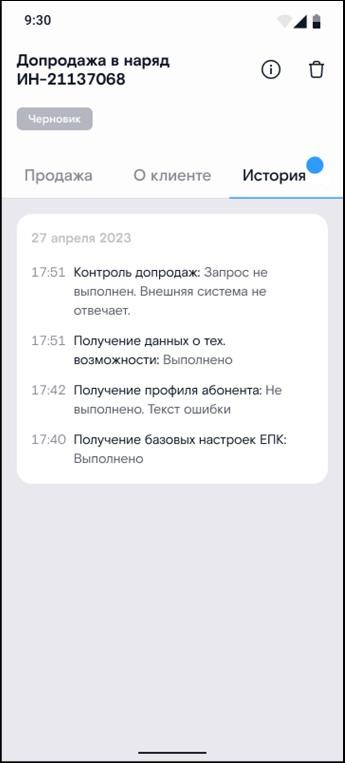 9:30
Допродажа в наряд
ИН-21137068
Черновик
Продажа О клиенте История
27 апреля 2023
17:51 Контроль допродаж: Запрос не
выполнен. Внешняя система не
отвечает.
17:51 Получение данных о тех.
возможности: Выполнено
17:42 Получение профиля абонента: Не
выполнено. Текст ошибки
17:40 Получение базовых настроек ЕПК:
Выполнено